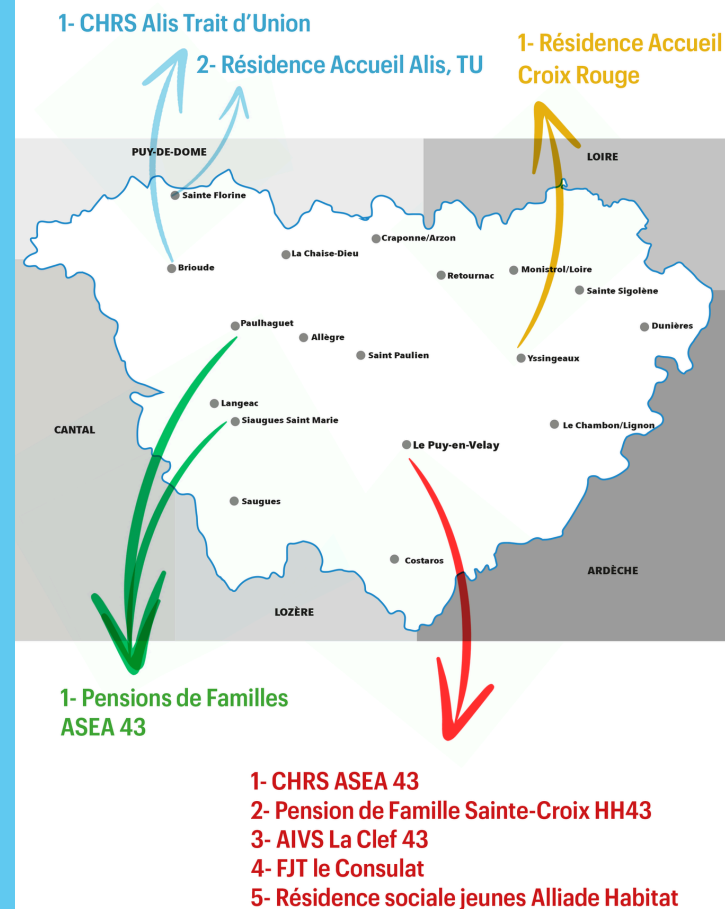 1- CHRS Alis Trait d’Union
2- Résidence Accueil Alis, TU
1- Résidence Accueil
Croix Rouge
PUY-DE-DOME
LOIRE
Sainte Florine
Craponne/Arzon
La Chaise-Dieu
Brioude
Retournac
Monistrol/Loire
Sainte Sigolène
Paulhaguet
Dunières
Allègre
Saint Paulien
Yssingeaux
Langeac
Siaugues Saint Marie
Le Chambon/Lignon
CANTAL
Le Puy-en-Velay
Saugues
Costaros
ARDÈCHE
LOZÈRE
1- Pensions de Familles
ASEA 43
1- CHRS ASEA 43
2- Pension de Famille Sainte-Croix HH43
3- AIVS La Clef 43
4- FJT le Consulat
5- Résidence sociale jeunes Alliade Habitat